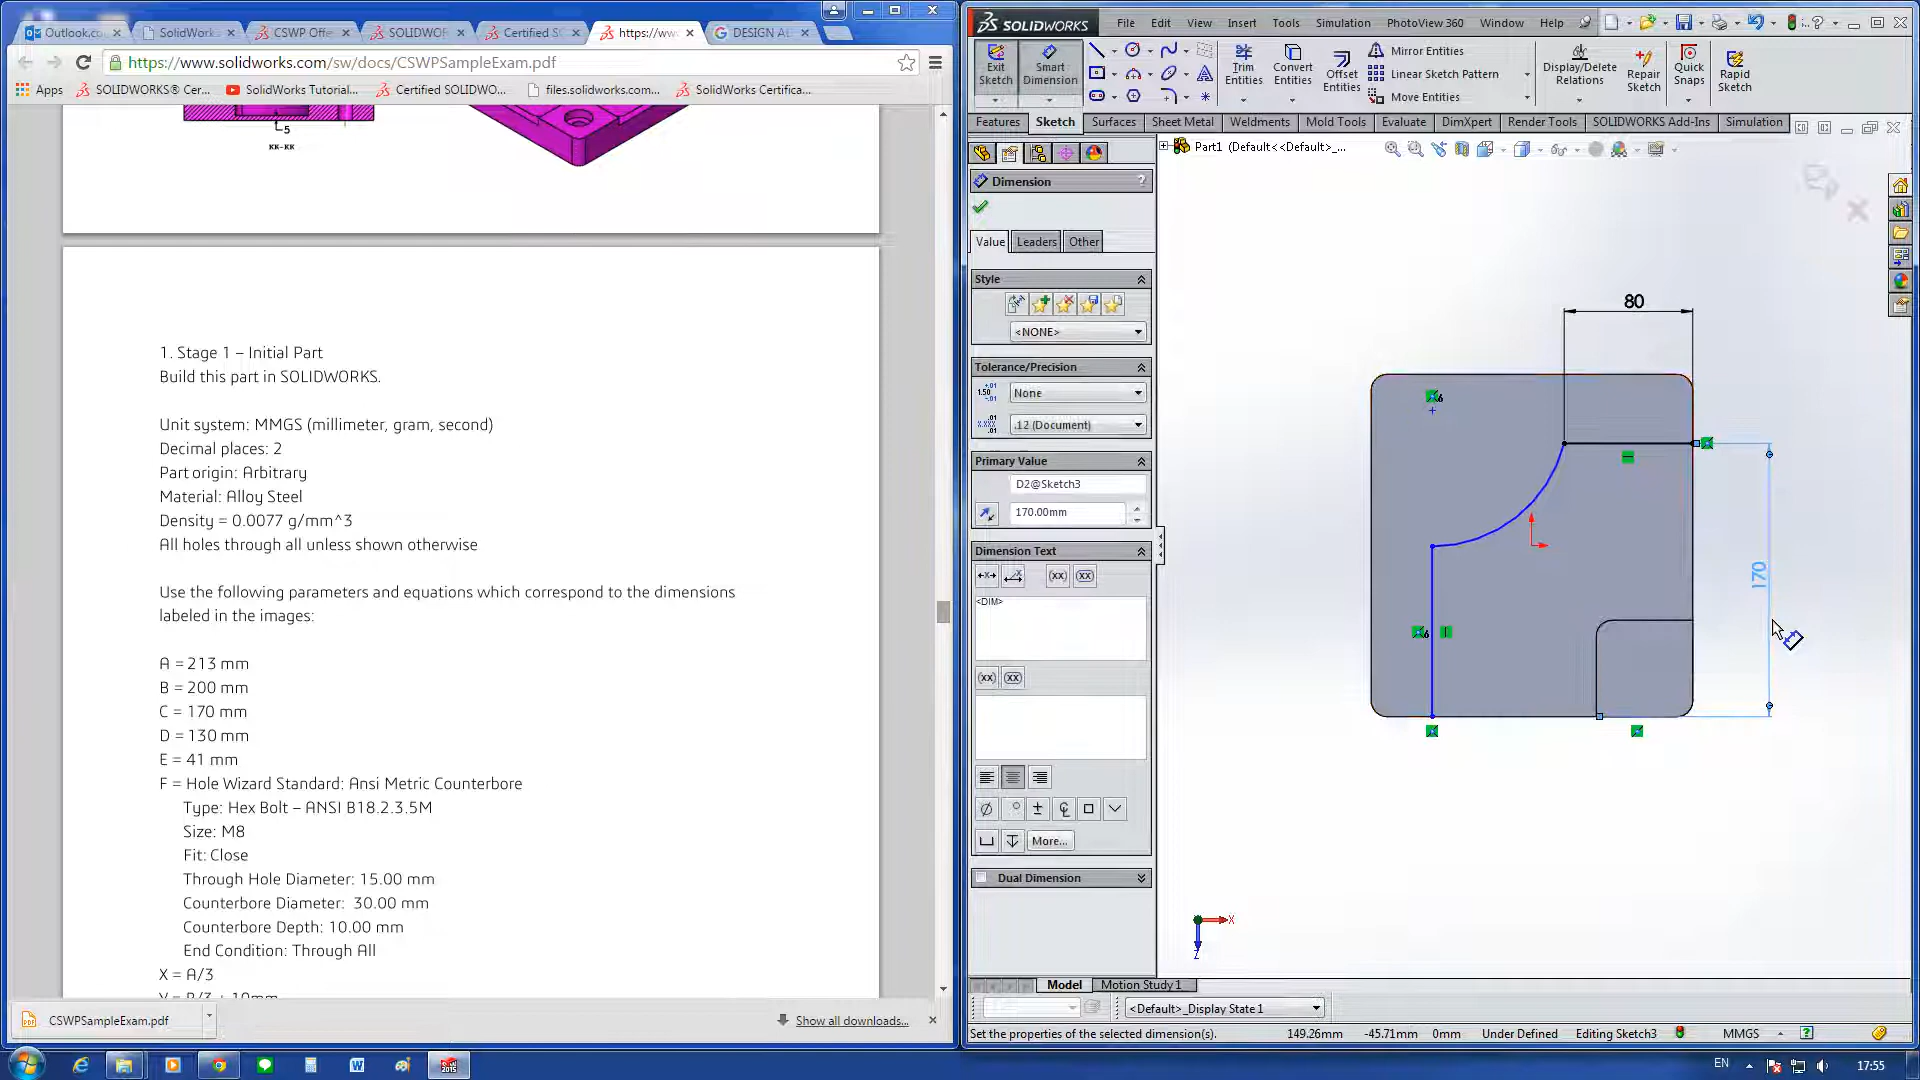 Outlook.co
SolidWork
CSWP Offe
SOLIDWOR
Certified S
https://ww
DESIGN A
https://www.solidworks.com/sw/docs/CSWPSampleExam.pdf
Apps
SOLIDWORKS® Cer...
SolidWorks Tutorial...
Certified SOLIDWO...
files.solidworks.com...
SolidWorks Certifica...
5
KK-KK
1. Stage 1 – Initial Part
Build this part in SOLIDWORKS.
Unit system: MMGS (millimeter, gram, second)
Decimal places: 2
Part origin: Arbitrary
Material: Alloy Steel
Density = 0.0077 g/mm^3
All holes through all unless shown otherwise
Use the following parameters and equations which correspond to the dimensions
labeled in the images:
A = 213 mm
B = 200 mm
C = 170 mm
D = 130 mm
E = 41 mm
F = Hole Wizard Standard: Ansi Metric Counterbore
Type: Hex Bolt – ANSI B18.2.3.5M
Size: M8
Fit: Close
Through Hole Diameter: 15.00 mm
Counterbore Diameter: 30.00 mm
Counterbore Depth: 10.00 mm
End Condition: Through All
X = A/3
Y = B/3 + 10mm
CSWPSampleExam.pdf
Show all downloads...
SOLIDWORKS
File
Edit
View
Insert
Tools
Simulation
PhotoView 360
Window
Help
Exit Sketch
Smart Dimension
Trim Entities
Convert Entities
Offset Entities
Mirror Entities
Linear Sketch Pattern
Move Entities
Display/Delete Relations
Repair Sketch
Quick Snaps
Rapid Sketch
Features
Sketch
Surfaces
Sheet Metal
Weldments
Mold Tools
Evaluate
DimXpert
Render Tools
SOLIDWORKS Add-Ins
Simulation
Part1 (Default<<Default>_...
Dimension
?
Value
Leaders
Other
Style
<NONE>
Tolerance/Precision
None
.12 (Document)
Primary Value
D2@Sketch3
170.00mm
Dimension Text
<DIM>
More...
Dual Dimension
80
170
X
Z
Model
Motion Study 1
<Default>_Display State 1
Set the properties of the selected dimension(s).
149.26mm
-45.71mm
0mm
Under Defined
Editing Sketch3
MMGS
EN
17:55